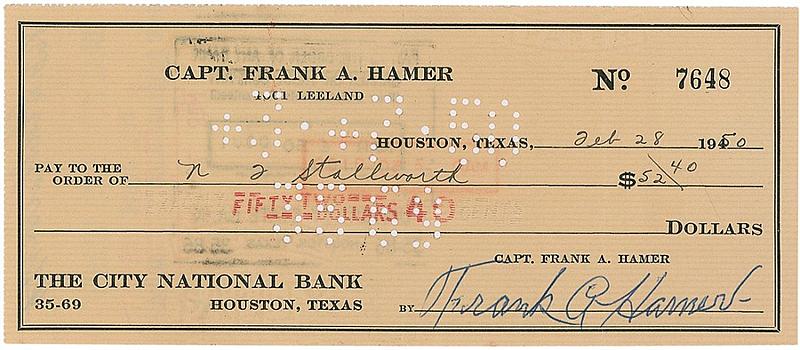 CAPT. FRANK A. HAMER
Nº 7648
LEELAND
HOUSTON, TEXAS, Feb 28 1950
PAY TO THE
ORDER OF Stallworth $52 40
FIFTY TWO DOLLARS 40 CENTS
DOLLARS
CAPT. FRANK A. HAMER
THE CITY NATIONAL BANK
35-69 HOUSTON, TEXAS
BY Frank A Hamer